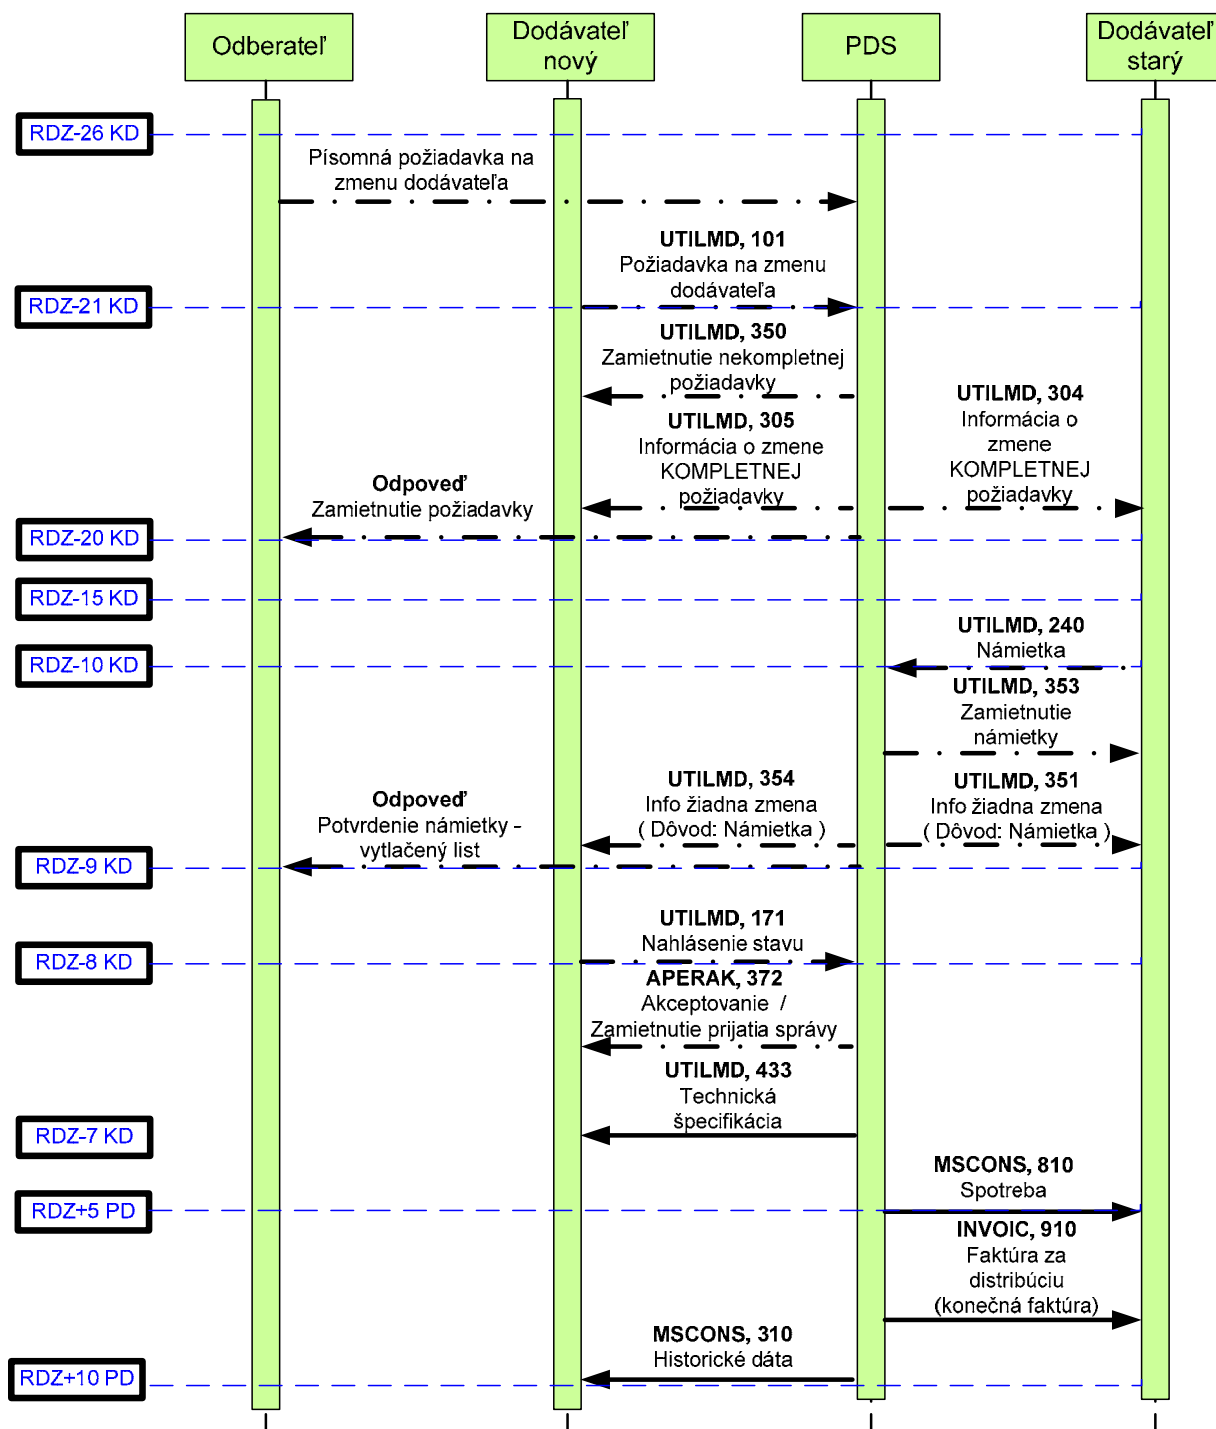 Odberateľ
Dodávateľ
nový
PDS
Dodávateľ
starý
RDZ-26 KD
Písomná požiadavka na
zmenu dodávateľa
UTILMD, 101
Požiadavka na zmenu
dodávateľa
RDZ-21 KD
UTILMD, 350
Zamietnutie nekompletnej
požiadavky
UTILMD, 304
Informácia o
zmene
KOMPLETNEJ
požiadavky
UTILMD, 305
Informácia o zmene
KOMPLETNEJ
požiadavky
Odpoveď
Zamietnutie požiadavky
RDZ-20 KD
RDZ-15 KD
UTILMD, 240
Námietka
RDZ-10 KD
UTILMD, 353
Zamietnutie
námietky
UTILMD, 354
Info žiadna zmena
( Dôvod: Námietka )
UTILMD, 351
Info žiadna zmena
( Dôvod: Námietka )
Odpoveď
Potvrdenie námietky -
vytlačený list
RDZ-9 KD
UTILMD, 171
Nahlásenie stavu
RDZ-8 KD
APERAK, 372
Akceptovanie /
Zamietnutie prijatia správy
UTILMD, 433
Technická
špecifikácia
RDZ-7 KD
MSCONS, 810
Spotreba
RDZ+5 PD
INVOIC, 910
Faktúra za
distribúciu
(konečná faktúra)
MSCONS, 310
Historické dáta
RDZ+10 PD